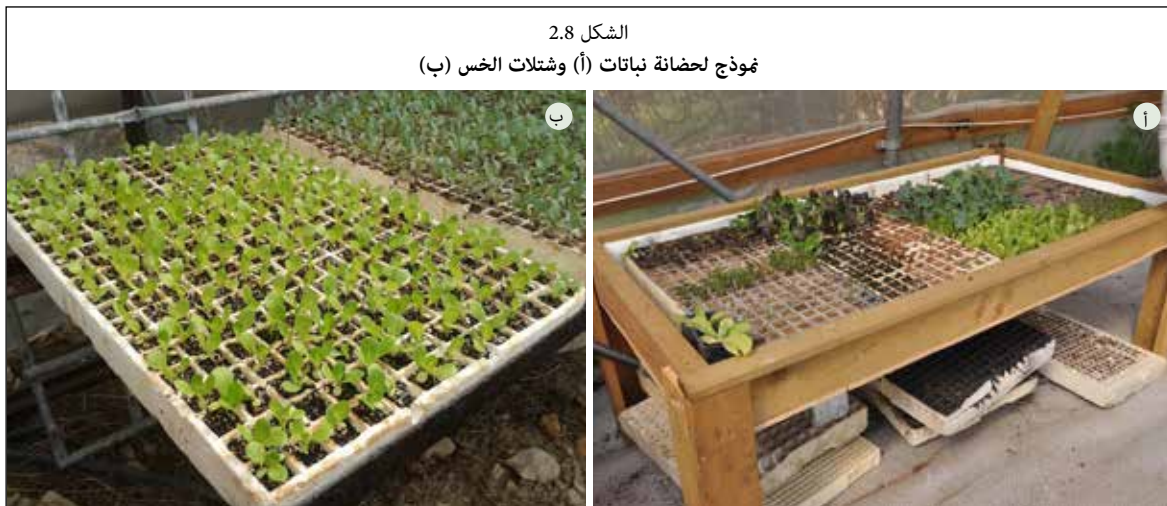 الشكل 2.8
نموذج لحضانة نباتات (أ) وشتلات الخس (ب)
أ
ب